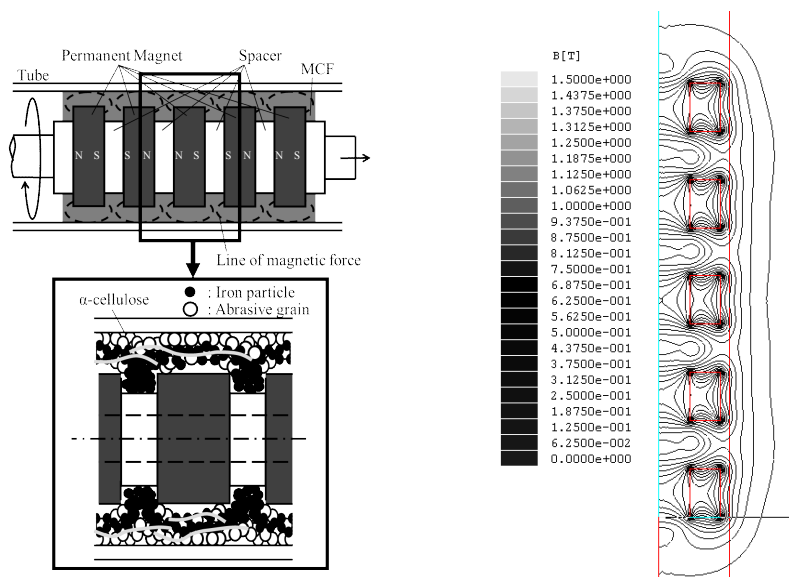 Permanent Magnet
Spacer
MCF
Tube
N S S N N S S N N S
Line of magnetic force
α-cellulose
: Iron particle
: Abrasive grain
B[T]
1.5000e+000
1.4375e+000
1.3750e+000
1.3125e+000
1.2500e+000
1.1875e+000
1.1250e+000
1.0625e+000
1.0000e+000
9.3750e-001
8.7500e-001
8.1250e-001
7.5000e-001
6.8750e-001
6.2500e-001
5.6250e-001
5.0000e-001
4.3750e-001
3.7500e-001
3.1250e-001
2.5000e-001
1.8750e-001
1.2500e-001
6.2500e-002
0.0000e+000